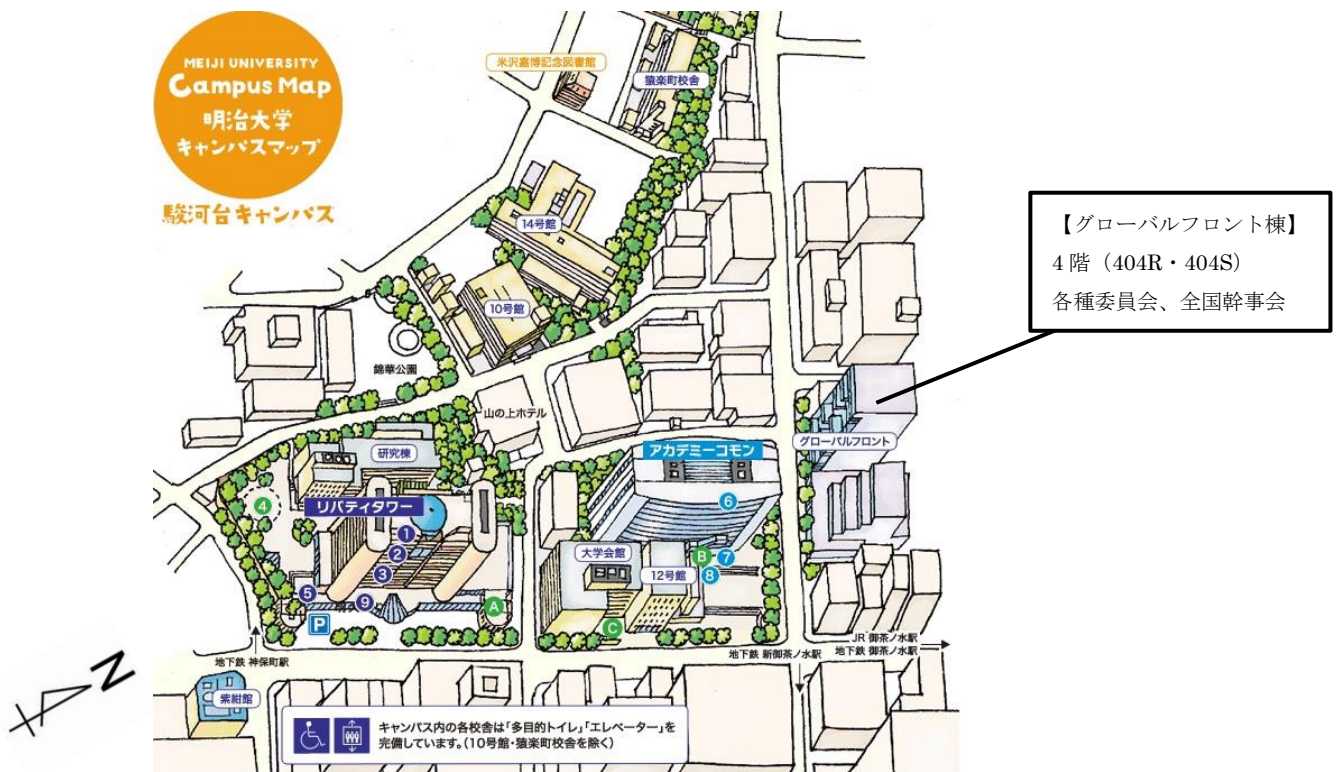 MEIJI UNIVERSITY
Campus Map
明治大学
キャンパスマップ
駿河台キャンパス
米沢嘉博記念図書館
猿楽町校舎
14号館
10号館
錦華公園
山の上ホテル
【グローバルフロント棟】
4階（404R・404S）
各種委員会、全国幹事会
グローバルフロント
研究棟
アカデミーコモン
リバティタワー
4
1
2
3
5
9
P
A
6
大学会館
12号館
B
7
8
C
地下鉄 神保町駅
地下鉄 新御茶ノ水駅
JR 御茶ノ水駅
地下鉄 御茶ノ水駅
紫紺館
N
キャンパス内の各校舎は「多目的トイレ」「エレベーター」を
完備しています。(10号館・猿楽町校舎を除く)